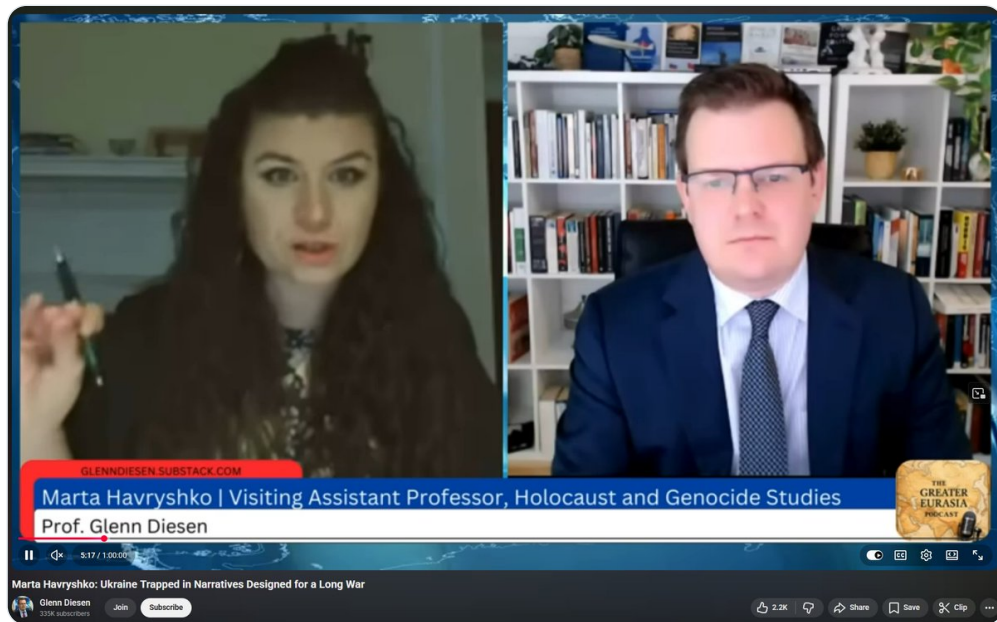 GLENNDIESEN.SUBSTACK.COM
Marta Havryshko | Visiting Assistant Professor, Holocaust and Genocide Studies
Prof. Glenn Diesen
THE
GREATER
EURASIA
PODCAST
5:17 / 1:00:00
CC
Marta Havryshko: Ukraine Trapped in Narratives Designed for a Long War
Glenn Diesen
335K subscribers
Join
Subscribe
2.2K
Share
Save
Clip